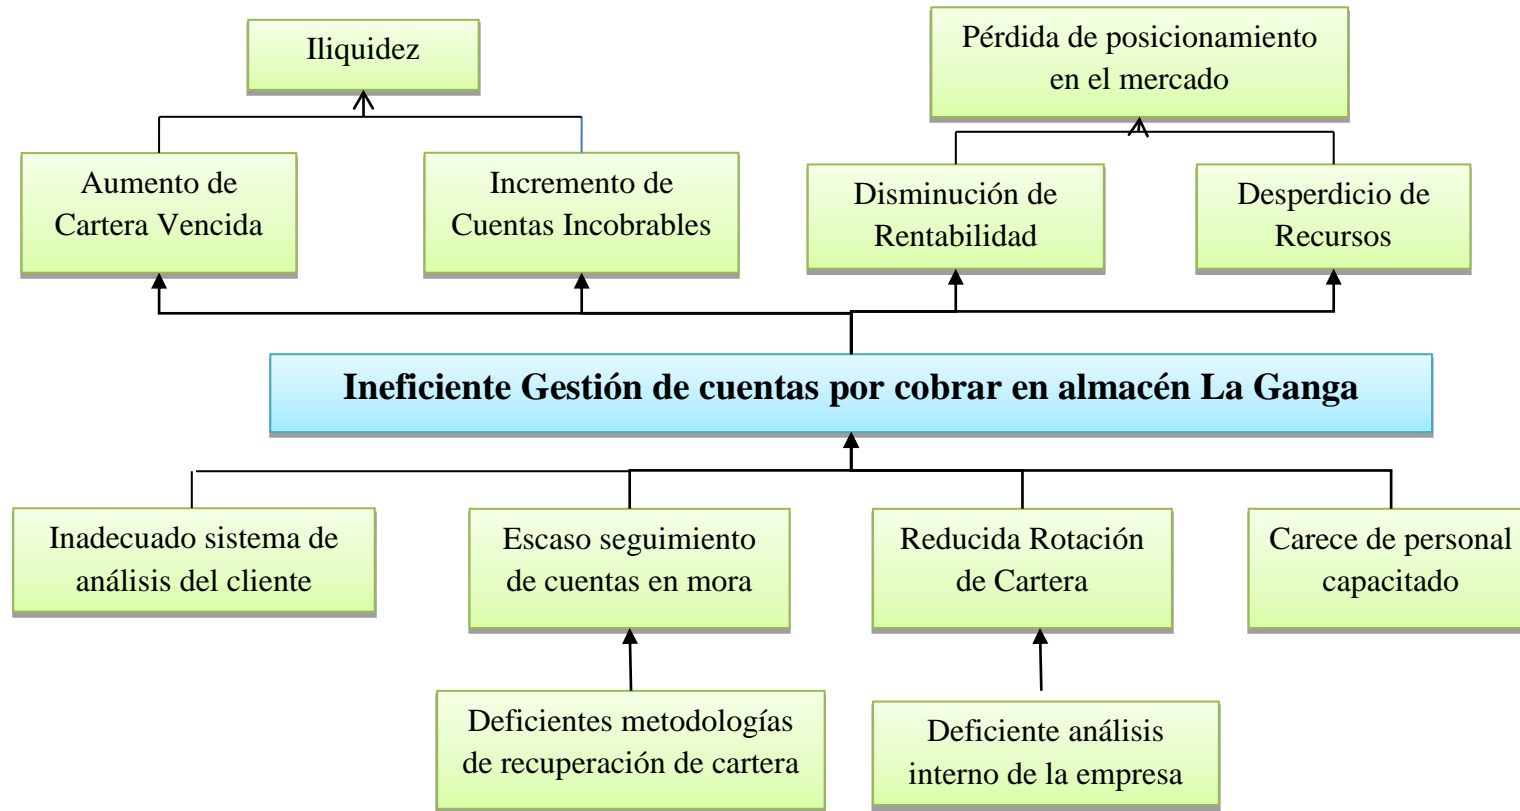 Iliquidez
Pérdida de posicionamiento
en el mercado
Aumento de
Cartera Vencida
Incremento de
Cuentas Incobrables
Disminución de
Rentabilidad
Desperdicio de
Recursos
Ineficiente Gestión de cuentas por cobrar en almacén La Ganga
Inadecuado sistema de
análisis del cliente
Escaso seguimiento
de cuentas en mora
Reducida Rotación
de Cartera
Carece de personal
capacitado
Deficientes metodologías
de recuperación de cartera
Deficiente análisis
interno de la empresa